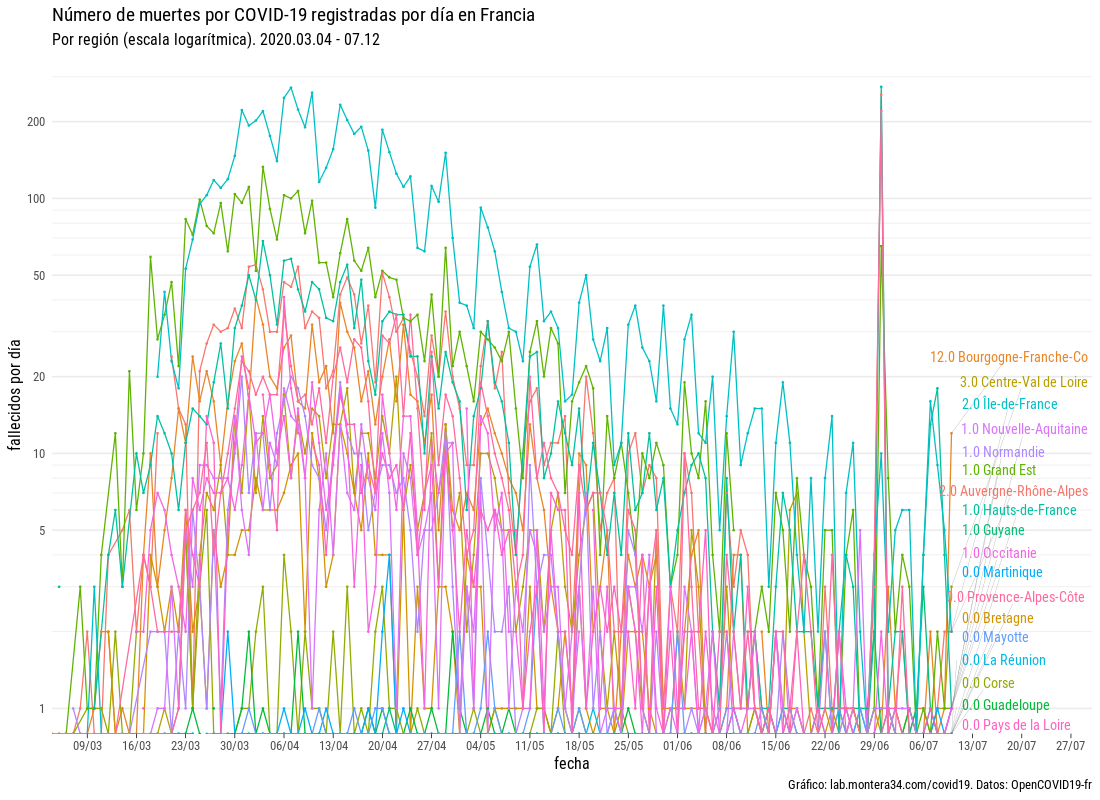 Número de muertes por COVID-19 registradas por día en Francia
Por región (escala logarítmica). 2020.03.04 - 07.12
fallecidos por día
200
100
50
20
10
5
1
12.0 Bourgogne-Franche-Co
3.0 Centre-Val de Loire
2.0 Île-de-France
1.0 Nouvelle-Aquitaine
1.0 Normandie
1.0 Grand Est
2.0 Auvergne-Rhône-Alpes
1.0 Hauts-de-France
1.0 Guyane
1.0 Occitanie
0.0 Martinique
.0 Provence-Alpes-Côte
0.0 Bretagne
0.0 Mayotte
0.0 La Réunion
0.0 Corse
0.0 Guadeloupe
0.0 Pays de la Loire
09/03 16/03 23/03 30/03 06/04 13/04 20/04 27/04 04/05 11/05 18/05 25/05 01/06 08/06 15/06 22/06 29/06 06/07 13/07 20/07 27/07
fecha
Gráfico: lab.montera34.com/covid19. Datos: OpenCOVID19-fr